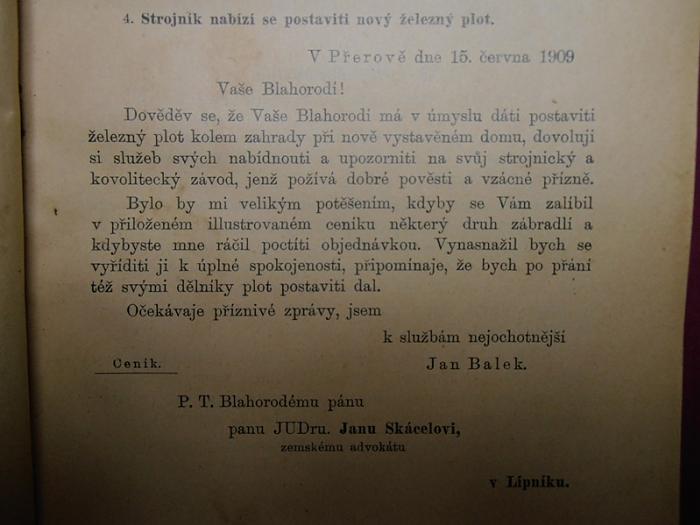 4. Strojník nabízí se postaviti nový železný plot.
V Přerově dne 15. června 1909
Vaše Blahorodí!
Dověděv se, že Vaše Blahorodí má v úmyslu dáti postaviti
železný plot kolem zahrady při nově vystavěném domu, dovoluji
si služeb svých nabídnouti a upozorniti na svůj strojnický a
kovolitecký závod, jenž požívá dobré pověsti a vzácné přízně.
Bylo by mi velikým potěšením, kdyby se Vám zalíbil
v přiloženém illustrovaném ceníku některý druh zábradlí a
kdybyste mne ráčil poctíti objednávkou. Vynasnažil bych se
vyříditi ji k úplné spokojenosti, připomínaje, že bych po přání
též svými dělníky plot postaviti dal.
Očekávaje příznivé zprávy, jsem
k službám nejochotnější
Ceník.
Jan Balek.
P. T. Blahorodému pánu
panu JUDru. Janu Skácelovi,
zemskému advokátu
v Lipníku.